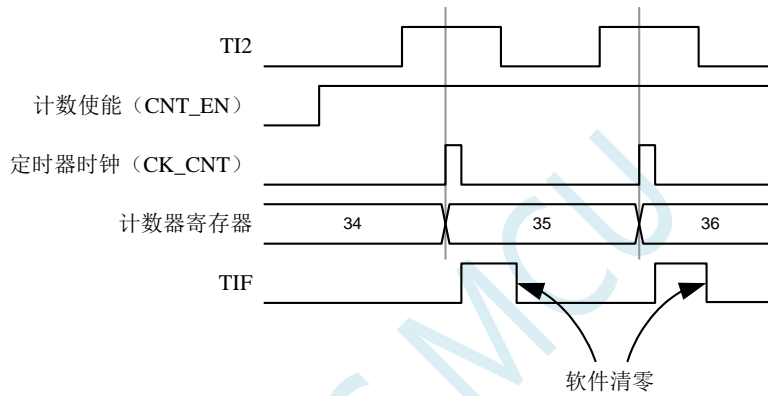 TI2
计数使能（CNT_EN）
定时器时钟（CK_CNT）
计数器寄存器
34
35
36
TIF
软件清零
MCU